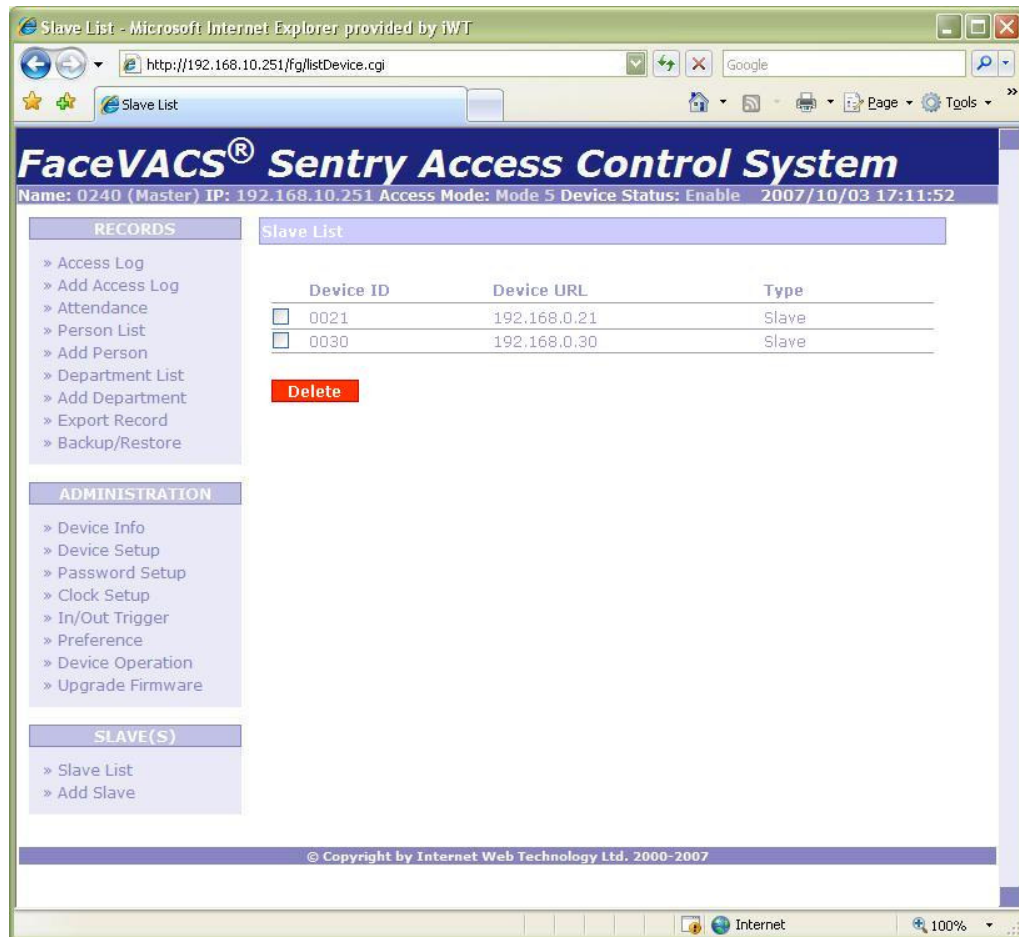 Slave List - Microsoft Internet Explorer provided by iWT
http://192.168.10.251/fg/listDevice.cgi
Google
Slave List
Page
Tools
»
FaceVACS® Sentry Access Control System
Name: 0240 (Master) IP: 192.168.10.251 Access Mode: Mode 5 Device Status: Enable 2007/10/03 17:11:52
RECORDS
» Access Log
» Add Access Log
» Attendance
» Person List
» Add Person
» Department List
» Add Department
» Export Record
» Backup/Restore
ADMINISTRATION
» Device Info
» Device Setup
» Password Setup
» Clock Setup
» In/Out Trigger
» Preference
» Device Operation
» Upgrade Firmware
SLAVE(S)
» Slave List
» Add Slave
Slave List
Device ID Device URL Type
0021 192.168.0.21 Slave
0030 192.168.0.30 Slave
Delete
© Copyright by Internet Web Technology Ltd. 2000-2007
Internet
100%